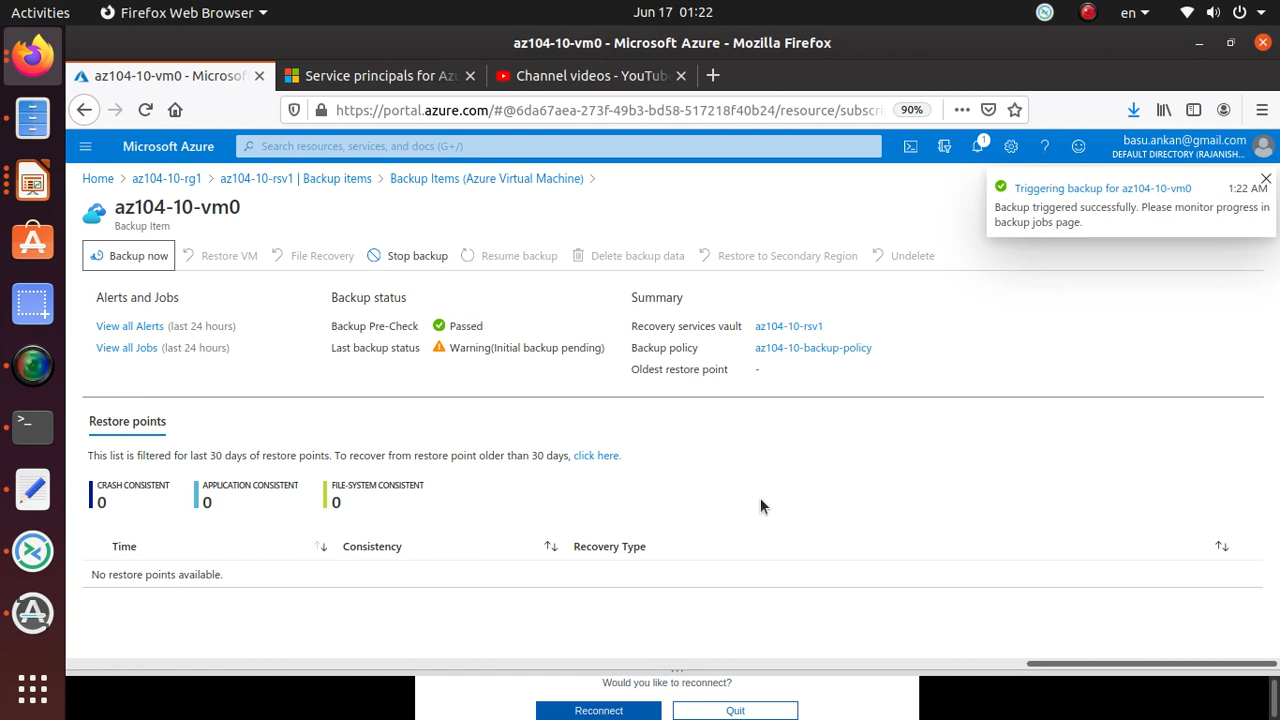 Activities
Firefox Web Browser
Jun 17 01:22
en
az104-10-vm0 - Microsoft Azure - Mozilla Firefox
az104-10-vm0 - Microsof
Service principals for Az
Channel videos - YouTub
https://portal.azure.com/#@6da67aea-273f-49b3-bd58-517218f40b24/resource/subscri
90%
Microsoft Azure
Search resources, services, and docs (G+/)
1
basu.ankan@gmail.com
DEFAULT DIRECTORY (RAJANISH...
Home > az104-10-rg1 > az104-10-rsv1 | Backup items > Backup Items (Azure Virtual Machine) >
az104-10-vm0
Backup Item
Triggering backup for az104-10-vm0
1:22 AM
Backup triggered successfully. Please monitor progress in
backup jobs page.
Backup now
Restore VM
File Recovery
Stop backup
Resume backup
Delete backup data
Restore to Secondary Region
Undelete
Alerts and Jobs
View all Alerts (last 24 hours)
View all Jobs (last 24 hours)
Backup status
Backup Pre-Check
Passed
Last backup status
Warning(Initial backup pending)
Summary
Recovery services vault
az104-10-rsv1
Backup policy
az104-10-backup-policy
Oldest restore point
-
Restore points
This list is filtered for last 30 days of restore points. To recover from restore point older than 30 days, click here.
CRASH CONSISTENT
0
APPLICATION CONSISTENT
0
FILE-SYSTEM CONSISTENT
0
Time
Consistency
Recovery Type
No restore points available.
Would you like to reconnect?
Reconnect
Quit